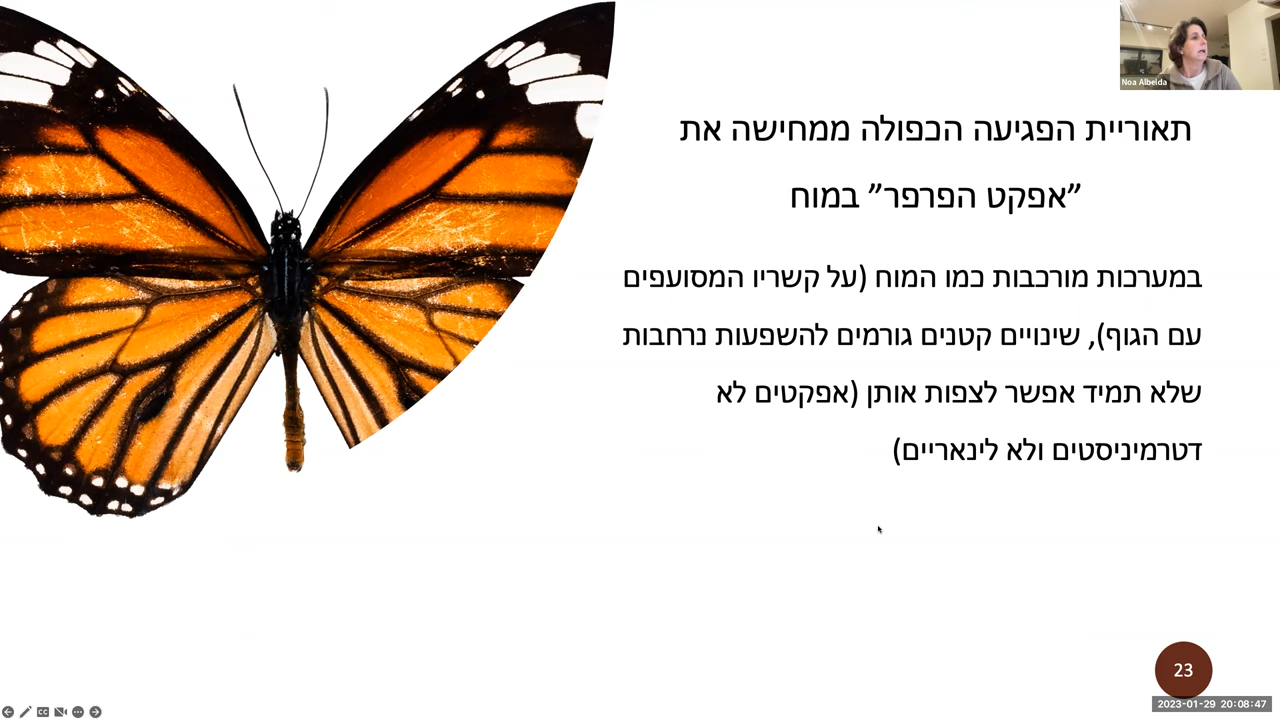 Noa Albelda
תאוריית הפגיעה הכפולה ממחישה את
”אפקט הפרפר” במוח
במערכות מורכבות כמו המוח (על קשריו המסועפים
עם הגוף), שינויים קטנים גורמים להשפעות נרחבות
שלא תמיד אפשר לצפות אותן (אפקטים לא
דטרמיניסטים ולא לינאריים)
23
2023-01-29 20:08:47
CC